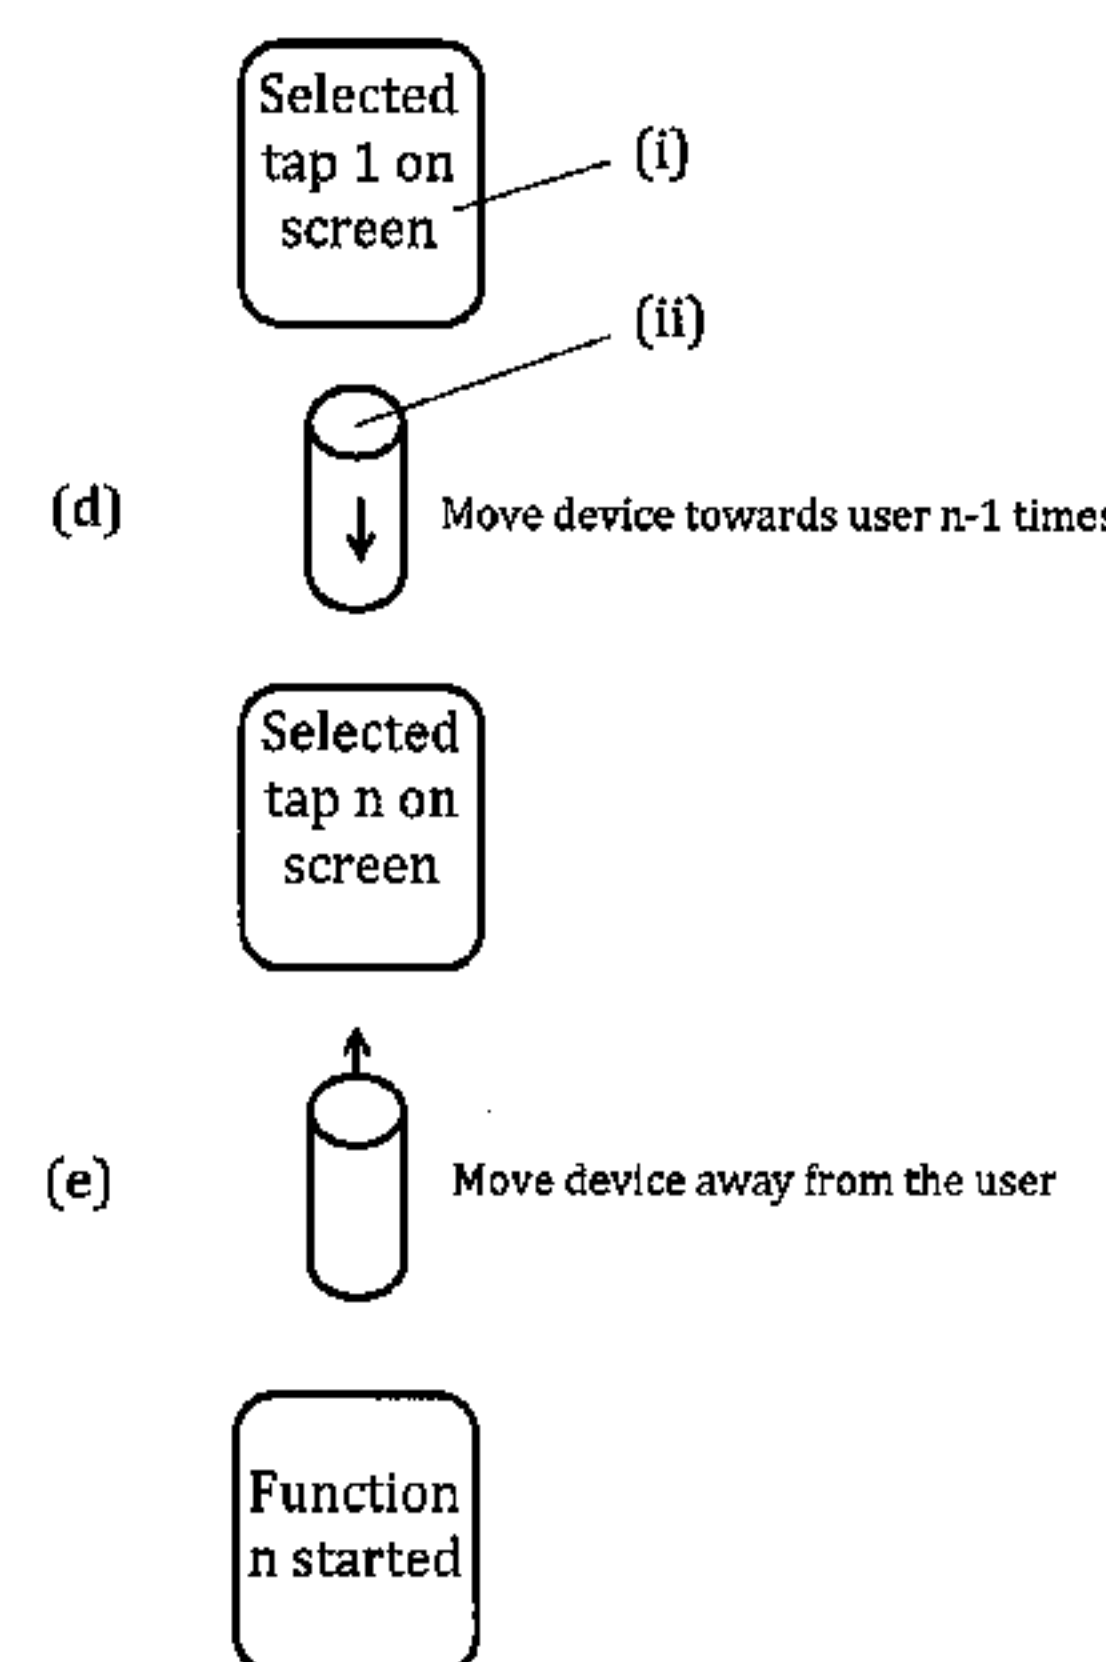 Selected
tap 1 on
screen
(i)
(ii)
(d)
Move device towards user n-1 times
Selected
tap n on
screen
(e)
Move device away from the user
Function
n started